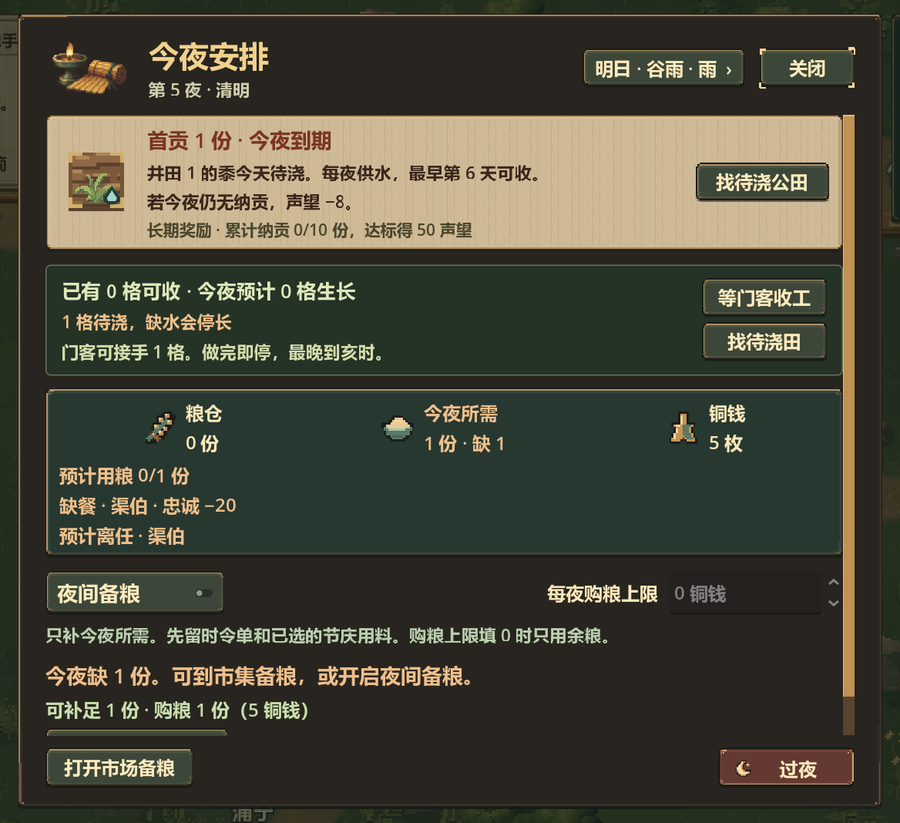 今夜安排
第 5 夜 · 清明
明日 · 谷雨 · 雨 ›
关闭
首贡 1 份 · 今夜到期
井田 1 的黍今天待浇。每夜供水，最早第 6 天可收。
若今夜仍无纳贡，声望 −8。
长期奖励 · 累计纳贡 0/10 份，达标得 50 声望
找待浇公田
已有 0 格可收 · 今夜预计 0 格生长
1 格待浇，缺水会停长
门客可接手 1 格。做完即停，最晚到亥时。
等门客收工
找待浇田
粮仓
0 份
今夜所需
1 份 · 缺 1
铜钱
5 枚
预计用粮 0/1 份
缺餐 · 渠伯 · 忠诚 −20
预计离任 · 渠伯
夜间备粮
每夜购粮上限
0 铜钱
只补今夜所需。先留时令单和已选的节庆用料。购粮上限填 0 时只用余粮。
今夜缺 1 份。可到市集备粮，或开启夜间备粮。
可补足 1 份 · 购粮 1 份（5 铜钱）
打开市场备粮
过夜